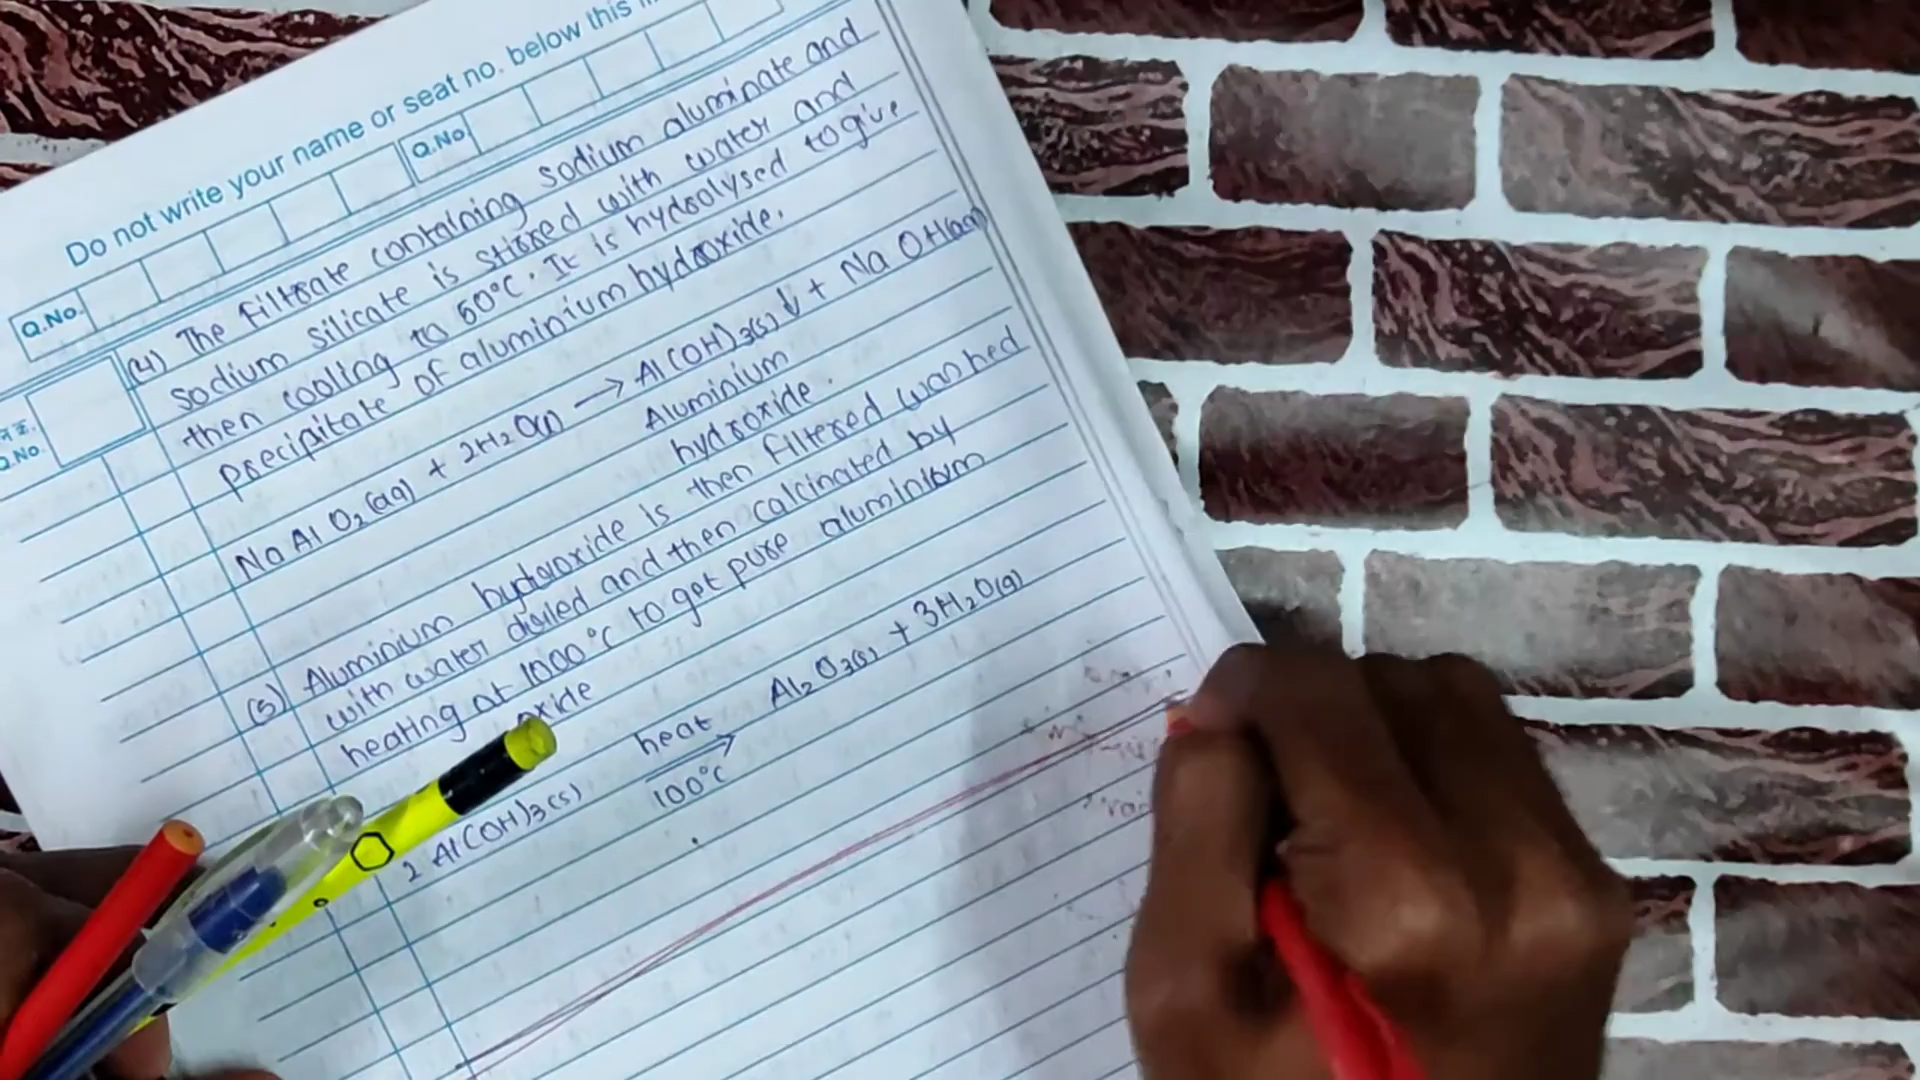 Do not write your name or seat no. below this
Q.No.
Q.No.
Q.No.
(4) The filtrate containing sodium aluminate and
sodium silicate is stirred with water and
then cooling to 50°C. It is hydrolysed to give
precipitate of aluminium hydroxide.
NaAlO2(aq) + 2H2O(l) → Al(OH)3(s) ↓ + NaOH(aq)
Aluminium
hydroxide.
(5) Aluminium hydroxide is then filtered washed
with water dried and then calcinated by
heating at 1000°C to get pure aluminium
oxide
2 Al(OH)3(s) heat → 100°C Al2O3(s) + 3H2O(g)